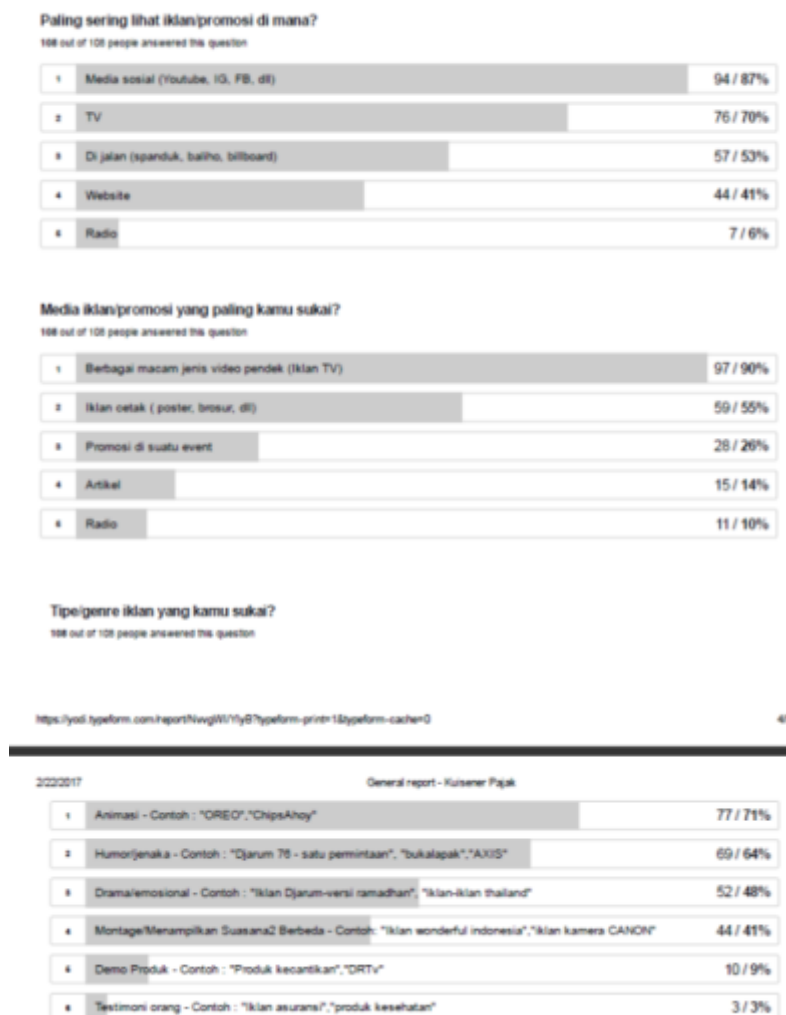 Paling sering lihat iklan/promosi di mana?
108 out of 108 people answered this question
1 Media sosial (Youtube, IG, FB, dll) 94 / 87%
2 TV 76 / 70%
3 Di jalan (spanduk, baliho, billboard) 57 / 53%
4 Website 44 / 41%
5 Radio 7 / 6%
Media iklan/promosi yang paling kamu sukai?
108 out of 108 people answered this question
1 Berbagai macam jenis video pendek (Iklan TV) 97 / 90%
2 Iklan cetak ( poster, brosur, dll) 59 / 55%
3 Promosi di suatu event 28 / 26%
4 Artikel 15 / 14%
5 Radio 11 / 10%
Tipe/genre iklan yang kamu sukai?
108 out of 108 people answered this question
2/22/2017 General report - Kuisener Pajak
1 Animasi - Contoh : "OREO","ChipsAhoy" 77 / 71%
2 Humor/jenaka - Contoh : "Djarum 76 - satu permintaan", "bukalapak","AXIS" 69 / 64%
3 Drama/emosional - Contoh : "Iklan Djarum-versi ramadhan", "Iklan-iklan thailand" 52 / 48%
4 Montage/Menampilkan Suasana2 Berbeda - Contoh: "Iklan wonderful indonesia","iklan kamera CANON" 44 / 41%
5 Demo Produk - Contoh : "Produk kecantikan","DRTv" 10 / 9%
6 Testimoni orang - Contoh : "Iklan asuransi","produk kesehatan" 3 / 3%